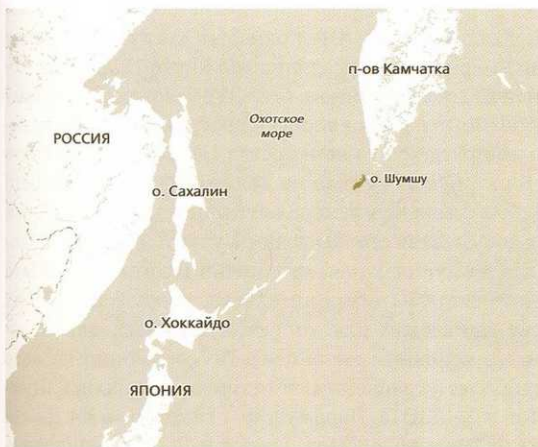 п-ов Камчатка
Охотское
море
РОССИЯ
о. Шумшу
о. Сахалин
о. Хоккайдо
ЯПОНИЯ